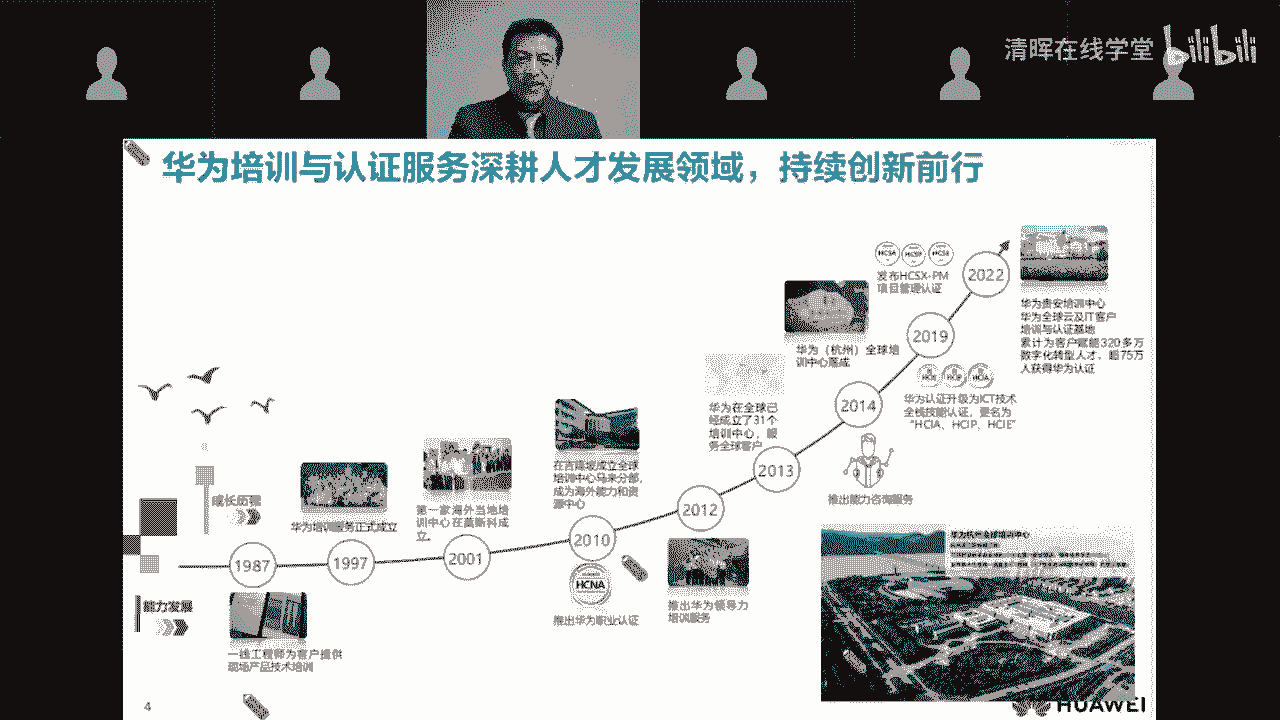 清晖在线学堂 bilibili
华为培训与认证服务深耕人才发展领域，持续创新前行
2022
发布HCSX-PM
项目管理认证
华为贵安培训中心
华为全球云及IT客户
培训与认证基地
累计为客户赋能320多万
数字化转型人才，超75万
人获得华为认证
2019
华为认证升级为ICT技术
全栈技能认证，更名为
“HCIA、HCIP、HCIE”
华为（杭州）全球培
训中心落成
2014
推出能力咨询服务
华为在全球已
经成立了31个
培训中心，服
务全球客户
2013
2012
推出华为领导力
培训服务
在吉隆坡成立全球
培训中心马来分部，
成为海外能力和资
源中心
2010
HCNA
推出华为职业认证
第一家海外当地培
训中心在莫斯科成
立。
2001
华为培训服务正式成立
1997
成长历程
1987
能力发展
一线工程师为客户提供
现场产品技术培训
华为杭州全球培训中心
4
HUAWEI